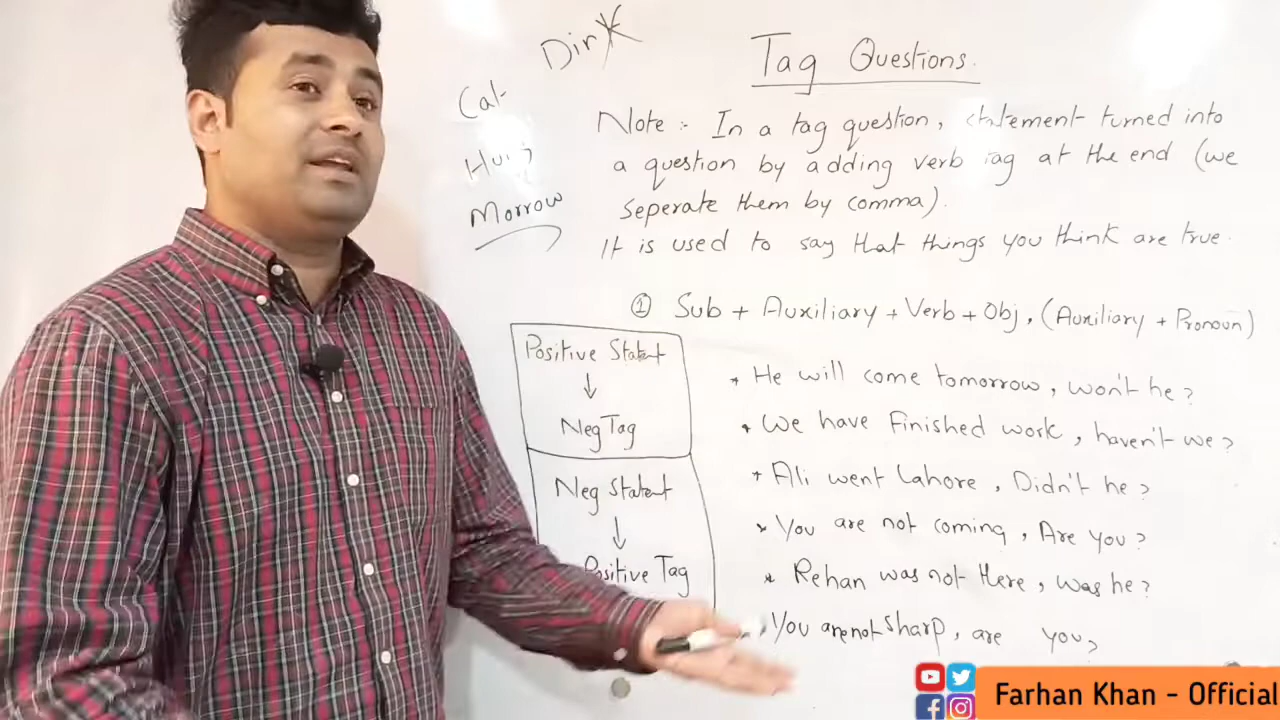 Dirk
Cal-
Morrow
Tag Questions.
Note :- In a tag question, statement turned into
a question by adding verb tag at the end (we
seperate them by comma).
It is used to say that things you think are true.
① Sub + Auxiliary + Verb + Obj, (Auxiliary + Pronoun)
Positive Statent
↓
Neg Tag
Neg Statent
↓
Positive Tag
* He will come tomorrow, won't he?
* We have Finished work, haven't we?
* Ali went Lahore, Didn't he?
* You are not coming, Are you?
* Rehan was not there, was he?
* You are not sharp, are you?
Farhan Khan - Official